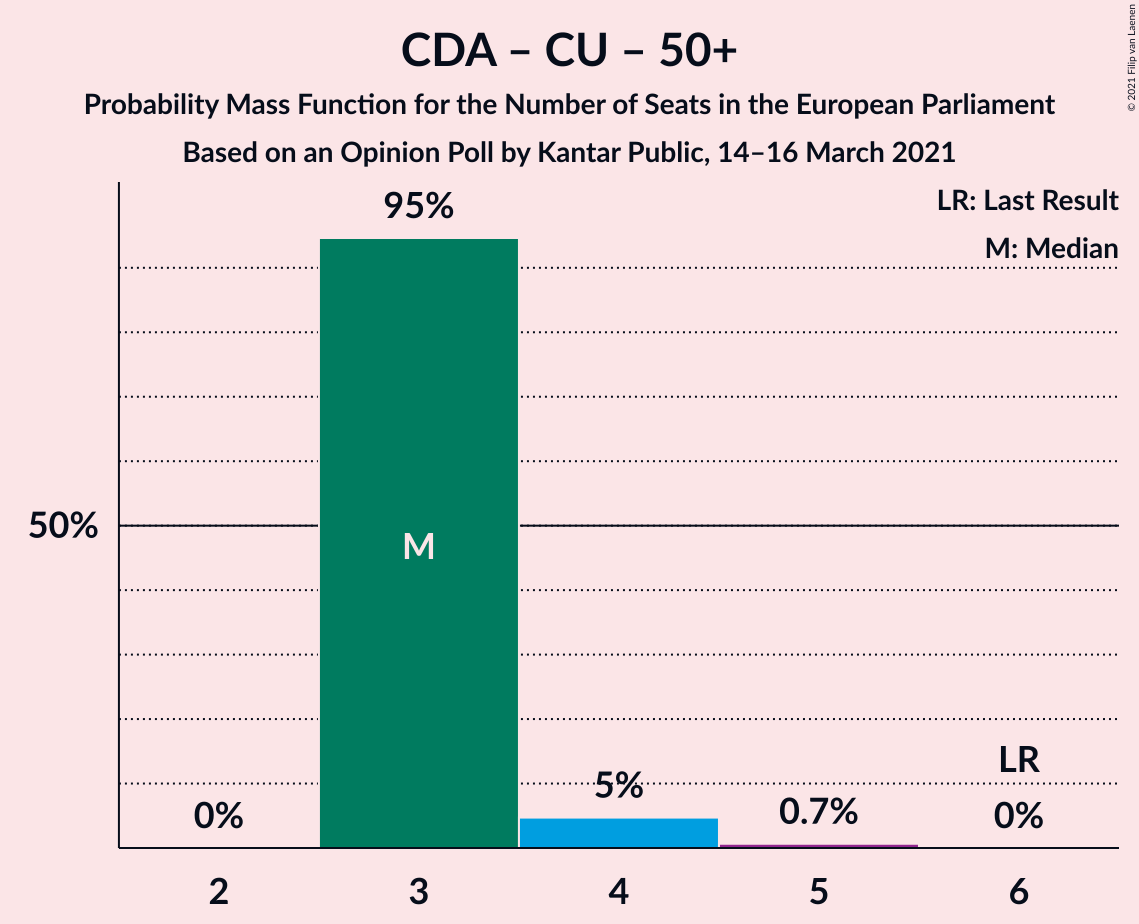 CDA – CU – 50+
Probability Mass Function for the Number of Seats in the European Parliament
Based on an Opinion Poll by Kantar Public, 14–16 March 2021
© 2021 Filip van Laenen
LR: Last Result
M: Median
95%
50%
M
LR
0%
5%
0.7%
0%
2
3
4
5
6